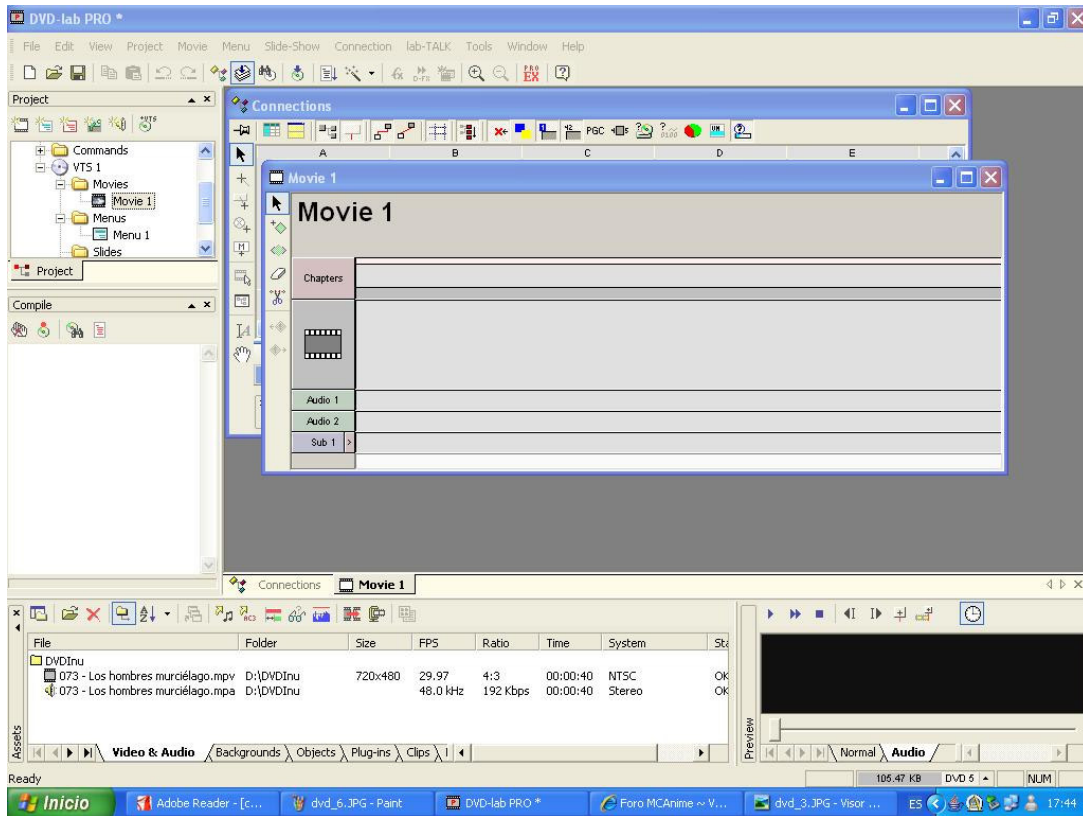 DVD-lab PRO *
File Edit View Project Movie Menu Slide-Show Connection lab-TALK Tools Window Help
PRO EX
Project
VTS
Commands
VTS 1
Movies
Movie 1
Menus
Menu 1
Slides
Project
Compile
Connections
PGC
VM
A B C D E
Movie 1
Movie 1
Chapters
Audio 1
Audio 2
Sub 1
Connections Movie 1
File Folder Size FPS Ratio Time System Sta
DVDInu
073 - Los hombres murciélago.mpv D:\DVDInu 720x480 29.97 4:3 00:00:40 NTSC OK
073 - Los hombres murciélago.mpa D:\DVDInu 48.0 kHz 192 Kbps 00:00:40 Stereo OK
Assets
Video & Audio Backgrounds Objects Plug-ins Clips
Preview
Normal Audio
Ready 105.47 KB DVD 5 NUM
Inicio Adobe Reader - [c... dvd_6.JPG - Paint DVD-lab PRO * Foro MCAnime ~ V... dvd_3.JPG - Visor ... ES 17:44